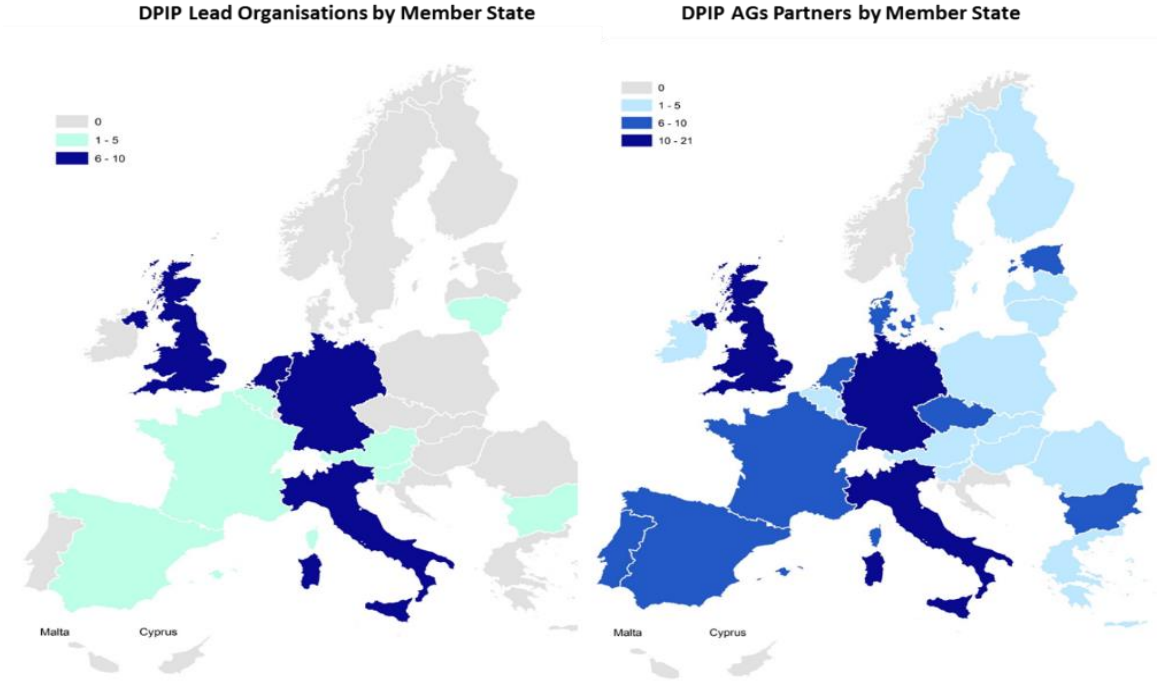 DPIP Lead Organisations by Member State
0
1 - 5
6 - 10
Malta
Cyprus
DPIP AGs Partners by Member State
0
1 - 5
6 - 10
10 - 21
Malta
Cyprus